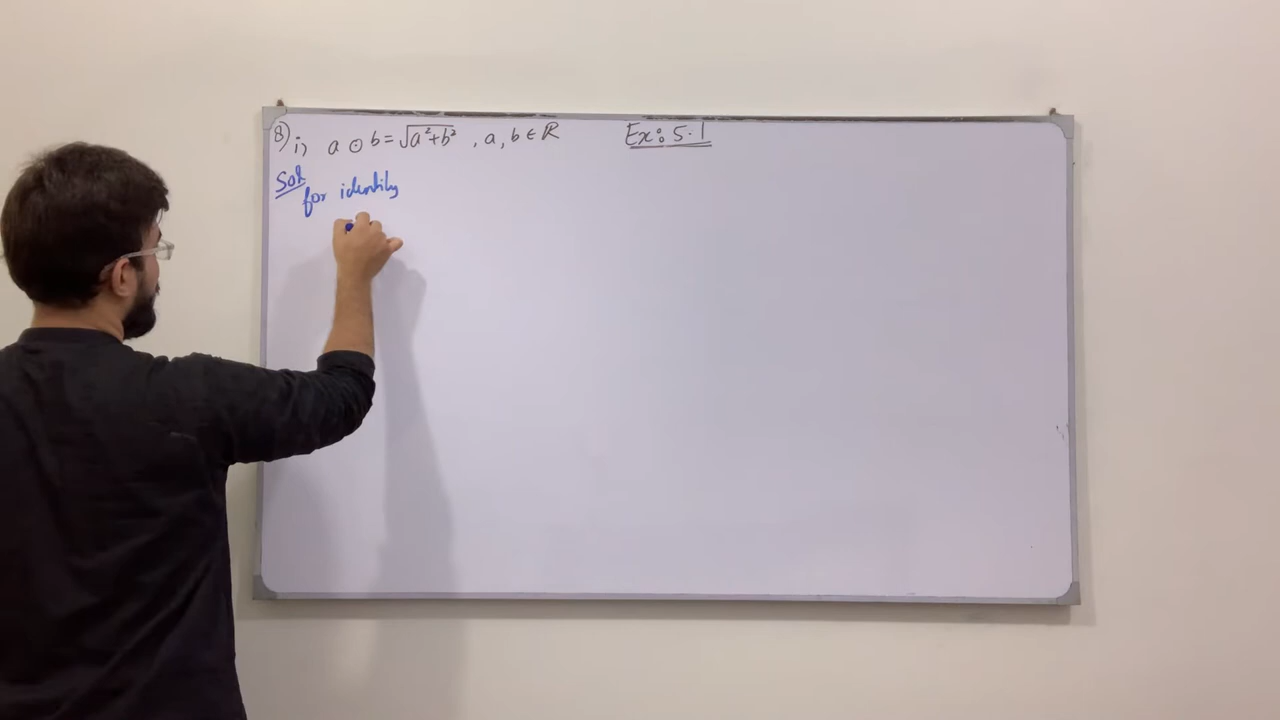 8) i, a ⊙ b = √a²+b² , a, b ∈ ℝ Ex: 5.1
Sol
for identity